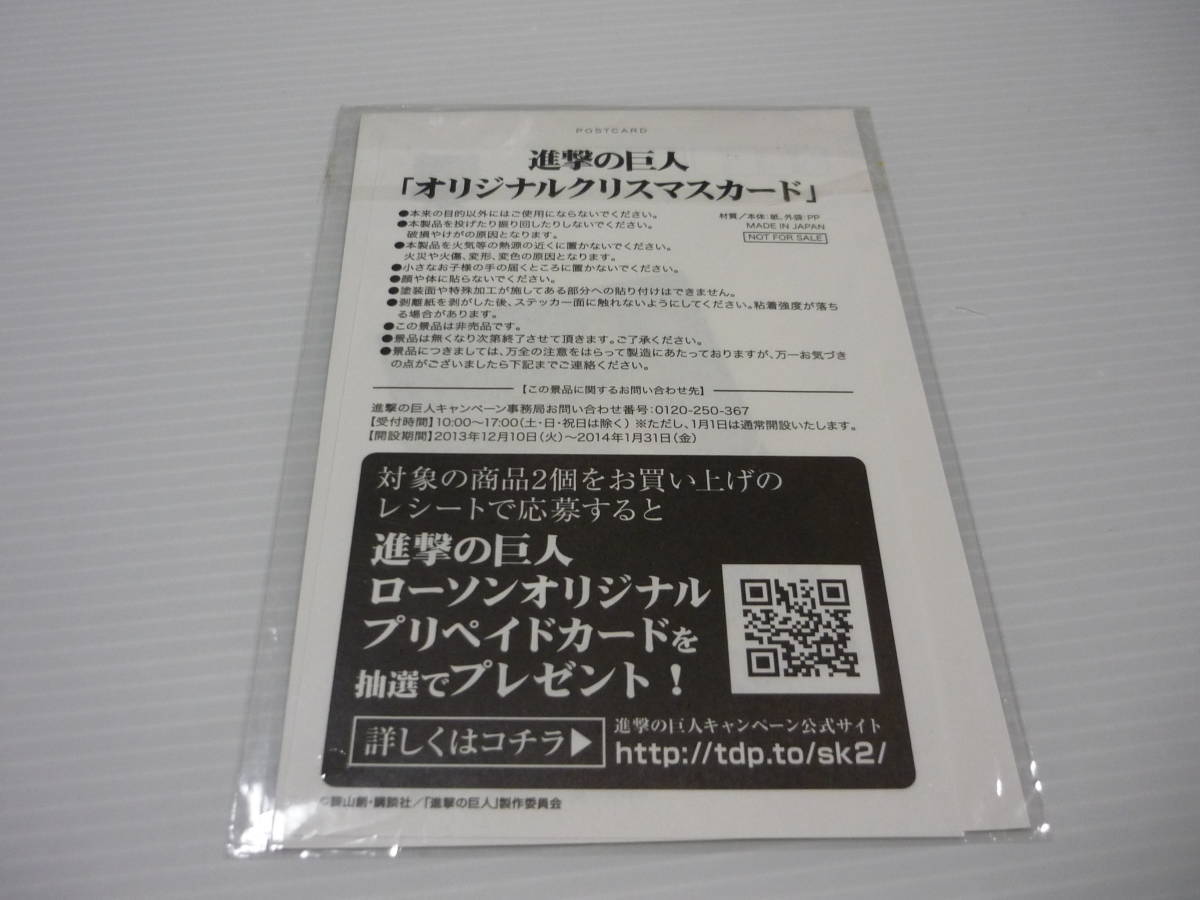 POSTCARD
進撃の巨人
「オリジナルクリスマスカード」
●本来の目的以外にはご使用にならないでください。
●本製品を投げたり振り回したりしないでください。
破損やけがの原因となります。
●本製品を火気等の熱源の近くに置かないでください。
火災や火傷、変形、変色の原因となります。
●小さなお子様の手の届くところに置かないでください。
●顔や体に貼らないでください。
●塗装面や特殊加工が施してある部分への貼り付けはできません。
●剥離紙を剥がした後、ステッカー面に触れないようにしてください。粘着強度が落ち
る場合があります。
●この景品は非売品です。
●景品は無くなり次第終了させて頂きます。ご了承ください。
●景品につきましては、万全の注意をはらって製造にあたっておりますが、万一お気づき
の点がございましたら下記までご連絡ください。
材質/本体:紙、外袋:PP
MADE IN JAPAN
NOT FOR SALE
【この景品に関するお問い合わせ先】
進撃の巨人キャンペーン事務局お問い合わせ番号:0120-250-367
【受付時間】10:00〜17:00(土・日・祝日は除く) ※ただし、1月1日は通常開設いたします。
【開設期間】2013年12月10日(火)〜2014年1月31日(金)
対象の商品2個をお買い上げの
レシートで応募すると
進撃の巨人
ローソンオリジナル
プリペイドカードを
抽選でプレゼント!
詳しくはコチラ▶
進撃の巨人キャンペーン公式サイト
http://tdp.to/sk2/
©諫山創・講談社/「進撃の巨人」製作委員会